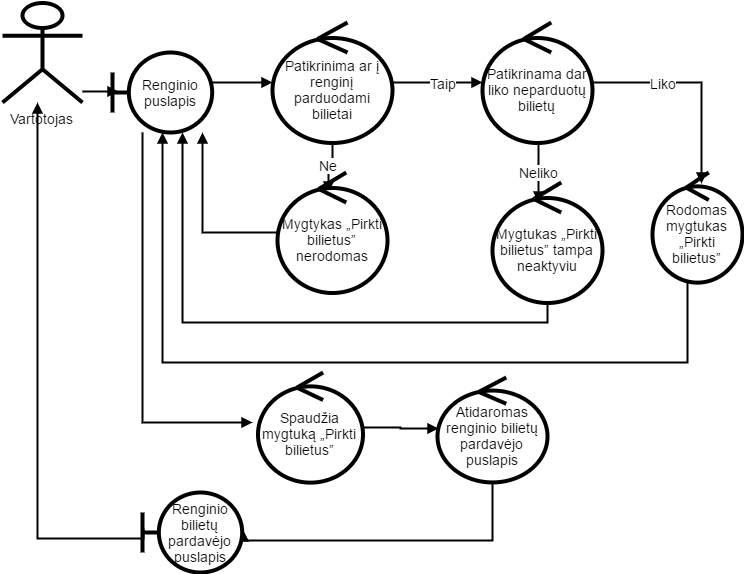 Vartotojas
Renginio
puslapis
Patikrinima ar į
renginį
parduodami
bilietai
Taip
Patikrinama dar
liko neparduotų
bilietų
Liko
Ne
Neliko
Mygtykas „Pirkti
bilietus”
nerodomas
Mygtukas „Pirkti
bilietus” tampa
neaktyviu
Rodomas
mygtukas
„Pirkti
bilietus”
Spaudžia
mygtuką „Pirkti
bilietus”
Atidaromas
renginio bilietų
pardavėjo
puslapis
Renginio
bilietų
pardavėjo
puslapis